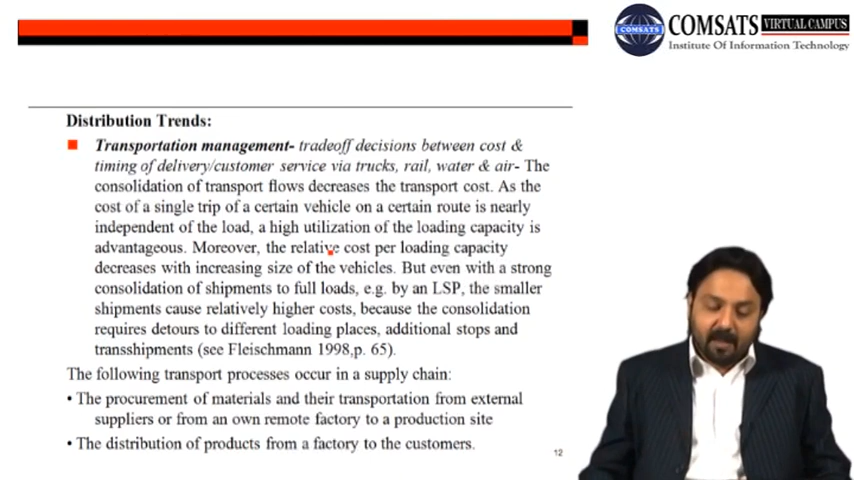 COMSATS VIRTUAL CAMPUS
COMSATS
Institute Of Information Technology
Distribution Trends:
Transportation management- tradeoff decisions between cost &
timing of delivery/customer service via trucks, rail, water & air- The
consolidation of transport flows decreases the transport cost. As the
cost of a single trip of a certain vehicle on a certain route is nearly
independent of the load, a high utilization of the loading capacity is
advantageous. Moreover, the relative cost per loading capacity
decreases with increasing size of the vehicles. But even with a strong
consolidation of shipments to full loads, e.g. by an LSP, the smaller
shipments cause relatively higher costs, because the consolidation
requires detours to different loading places, additional stops and
transshipments (see Fleischmann 1998,p. 65).
The following transport processes occur in a supply chain:
• The procurement of materials and their transportation from external
suppliers or from an own remote factory to a production site
• The distribution of products from a factory to the customers.
12